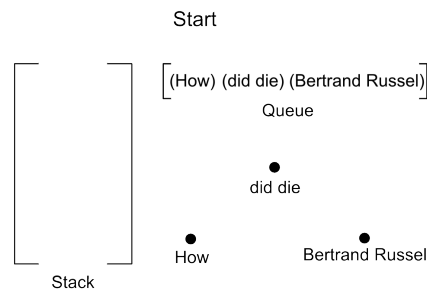 Start
(How) (did die) (Bertrand Russel)
Queue
did die
How
Bertrand Russel
Stack